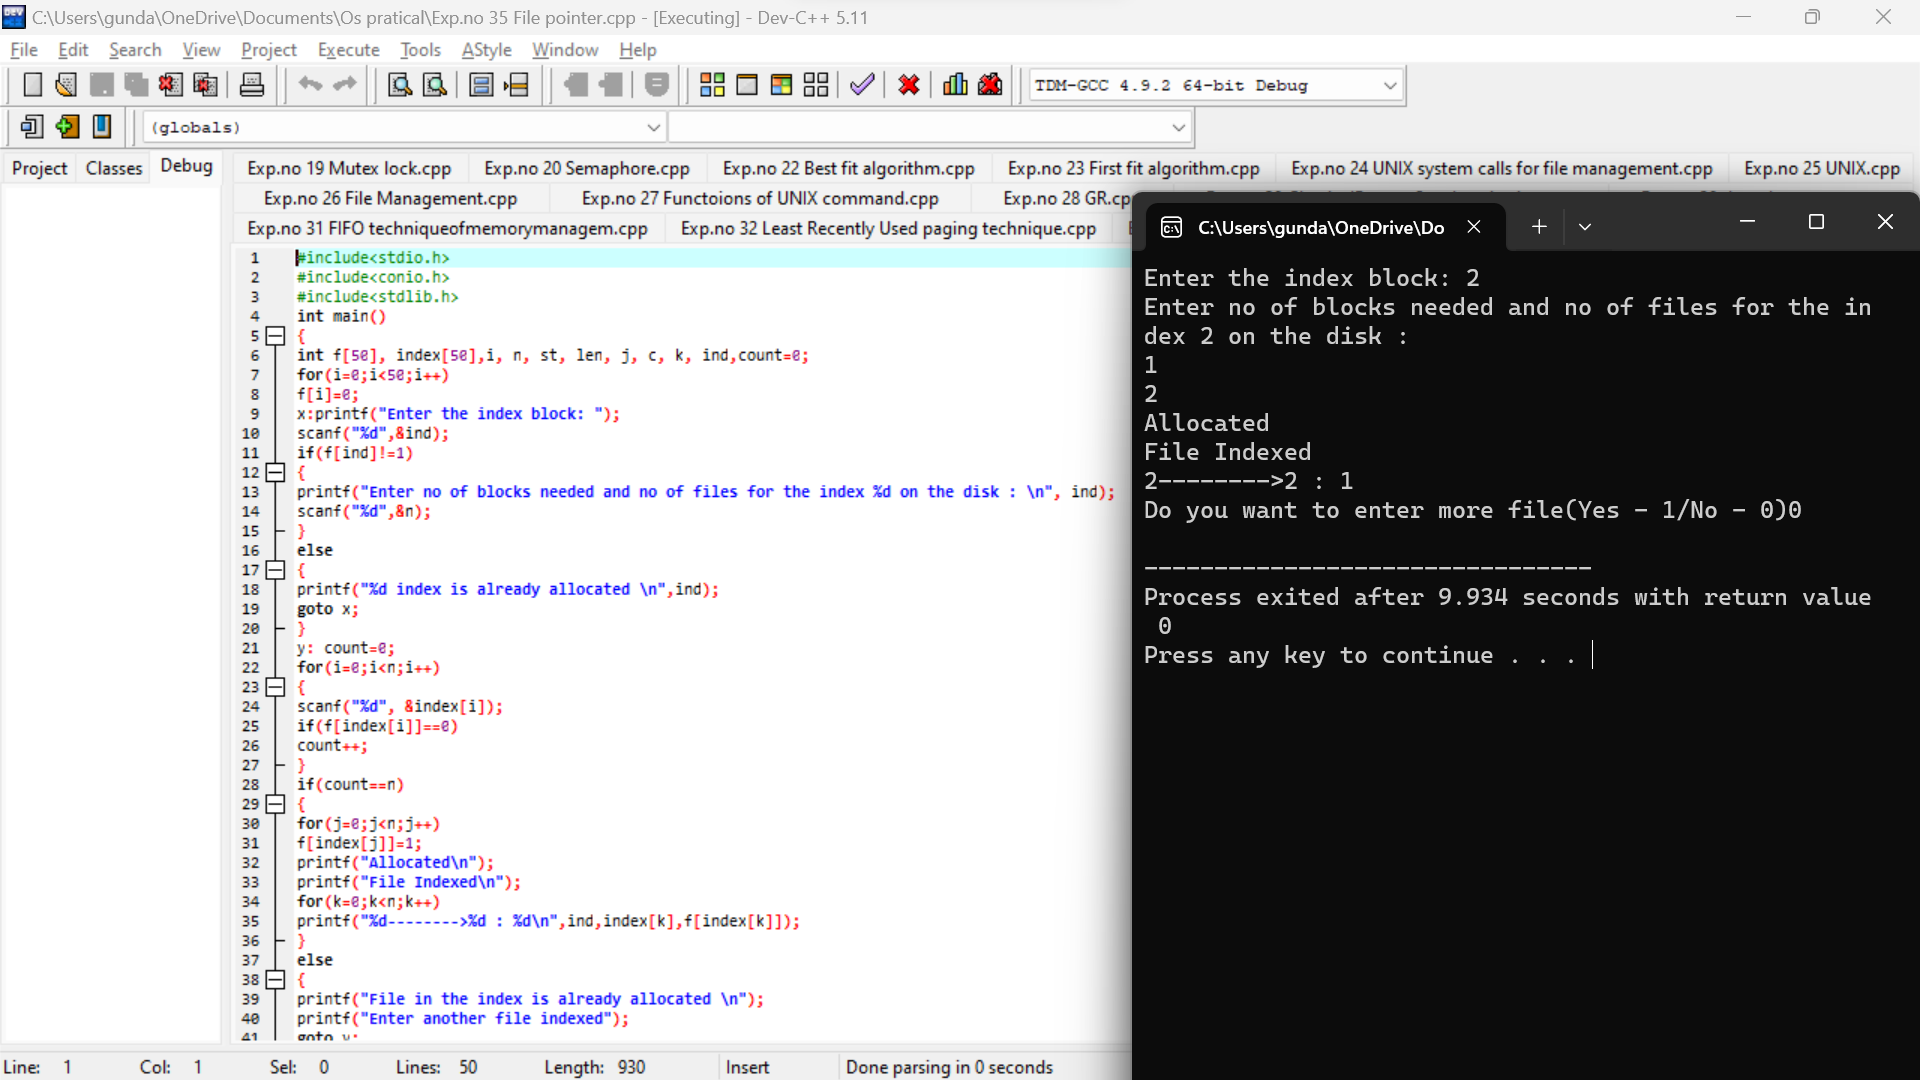 C:\Users\gunda\OneDrive\Documents\Os pratical\Exp.no 35 File pointer.cpp - [Executing] - Dev-C++ 5.11
File Edit Search View Project Execute Tools AStyle Window Help
TDM-GCC 4.9.2 64-bit Debug
(globals)
Project Classes Debug
Exp.no 19 Mutex lock.cpp Exp.no 20 Semaphore.cpp Exp.no 22 Best fit algorithm.cpp Exp.no 23 First fit algorithm.cpp Exp.no 24 UNIX system calls for file management.cpp Exp.no 25 UNIX.cpp
Exp.no 26 File Management.cpp Exp.no 27 Functoions of UNIX command.cpp Exp.no 28 GR.cp
Exp.no 31 FIFO techniqueofmemorymanagem.cpp Exp.no 32 Least Recently Used paging technique.cpp
1 #include<stdio.h>
2 #include<conio.h>
3 #include<stdlib.h>
4 int main()
5 {
6 int f[50], index[50],i, n, st, len, j, c, k, ind,count=0;
7 for(i=0;i<50;i++)
8 f[i]=0;
9 x:printf("Enter the index block: ");
10 scanf("%d",&ind);
11 if(f[ind]!=1)
12 {
13 printf("Enter no of blocks needed and no of files for the index %d on the disk : \n", ind);
14 scanf("%d",&n);
15 }
16 else
17 {
18 printf("%d index is already allocated \n",ind);
19 goto x;
20 }
21 y: count=0;
22 for(i=0;i<n;i++)
23 {
24 scanf("%d", &index[i]);
25 if(f[index[i]]==0)
26 count++;
27 }
28 if(count==n)
29 {
30 for(j=0;j<n;j++)
31 f[index[j]]=1;
32 printf("Allocated\n");
33 printf("File Indexed\n");
34 for(k=0;k<n;k++)
35 printf("%d-------->%d : %d\n",ind,index[k],f[index[k]]);
36 }
37 else
38 {
39 printf("File in the index is already allocated \n");
40 printf("Enter another file indexed");
41 goto y;
Line: 1 Col: 1 Sel: 0 Lines: 50 Length: 930 Insert Done parsing in 0 seconds
C:\Users\gunda\OneDrive\Do
Enter the index block: 2
Enter no of blocks needed and no of files for the in
dex 2 on the disk :
1
2
Allocated
File Indexed
2-------->2 : 1
Do you want to enter more file(Yes - 1/No - 0)0
--------------------------------
Process exited after 9.934 seconds with return value
0
Press any key to continue . . .